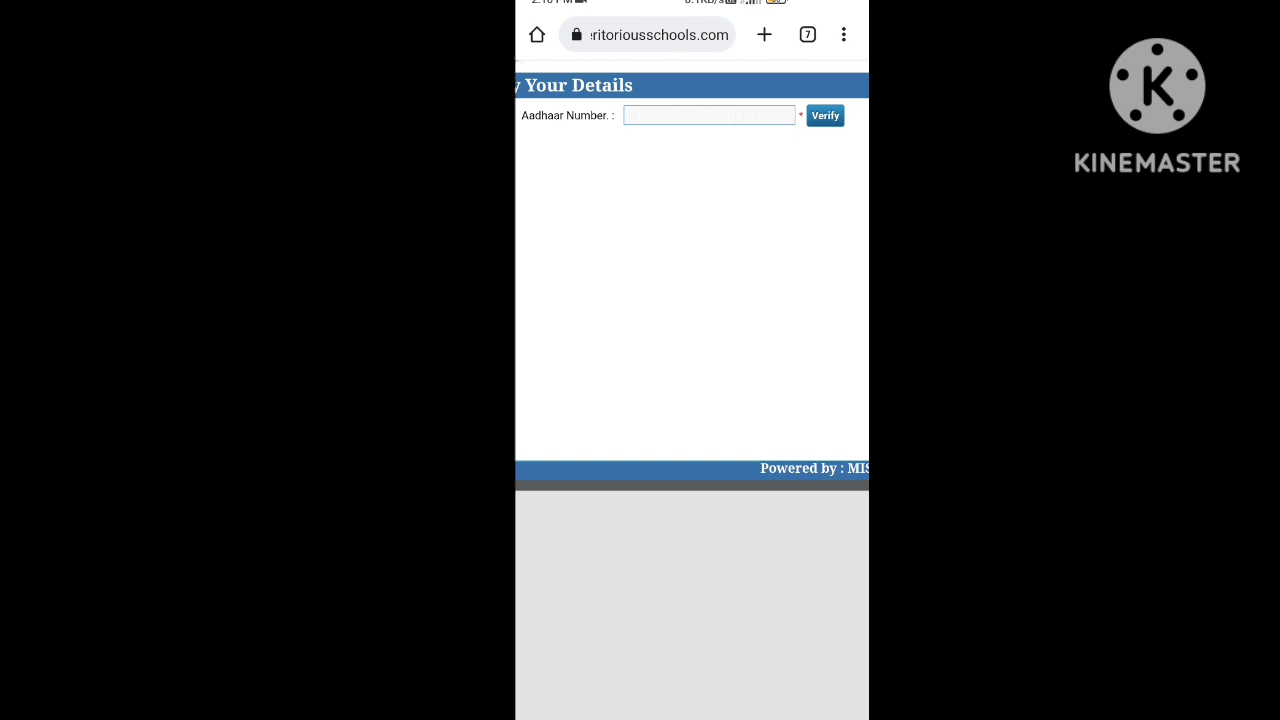 7
ritoriousschools.com
Your Details
Aadhaar Number. : * Verify
Powered by : MIS
K
KINEMASTER